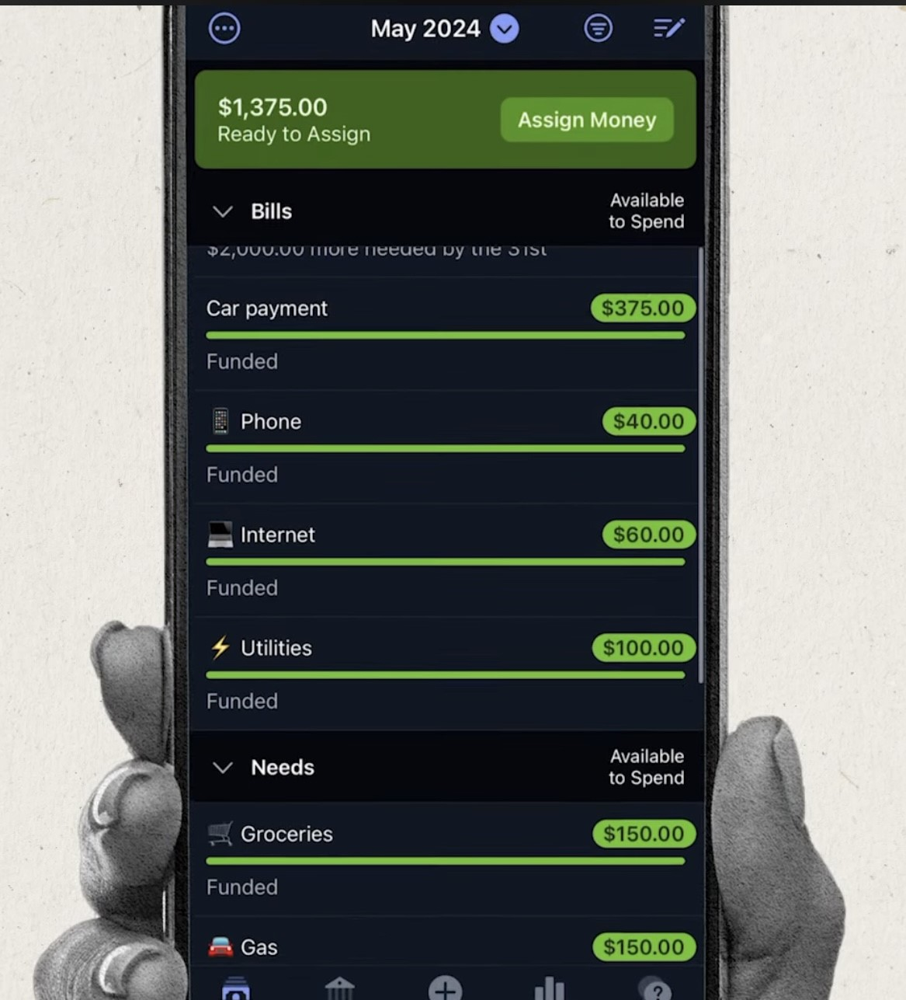 May 2024
$1,375.00
Ready to Assign
Assign Money
Bills
Available
to Spend
$2,000.00 more needed by the 31st
Car payment
$375.00
Funded
Phone
$40.00
Funded
Internet
$60.00
Funded
Utilities
$100.00
Funded
Needs
Available
to Spend
Groceries
$150.00
Funded
Gas
$150.00